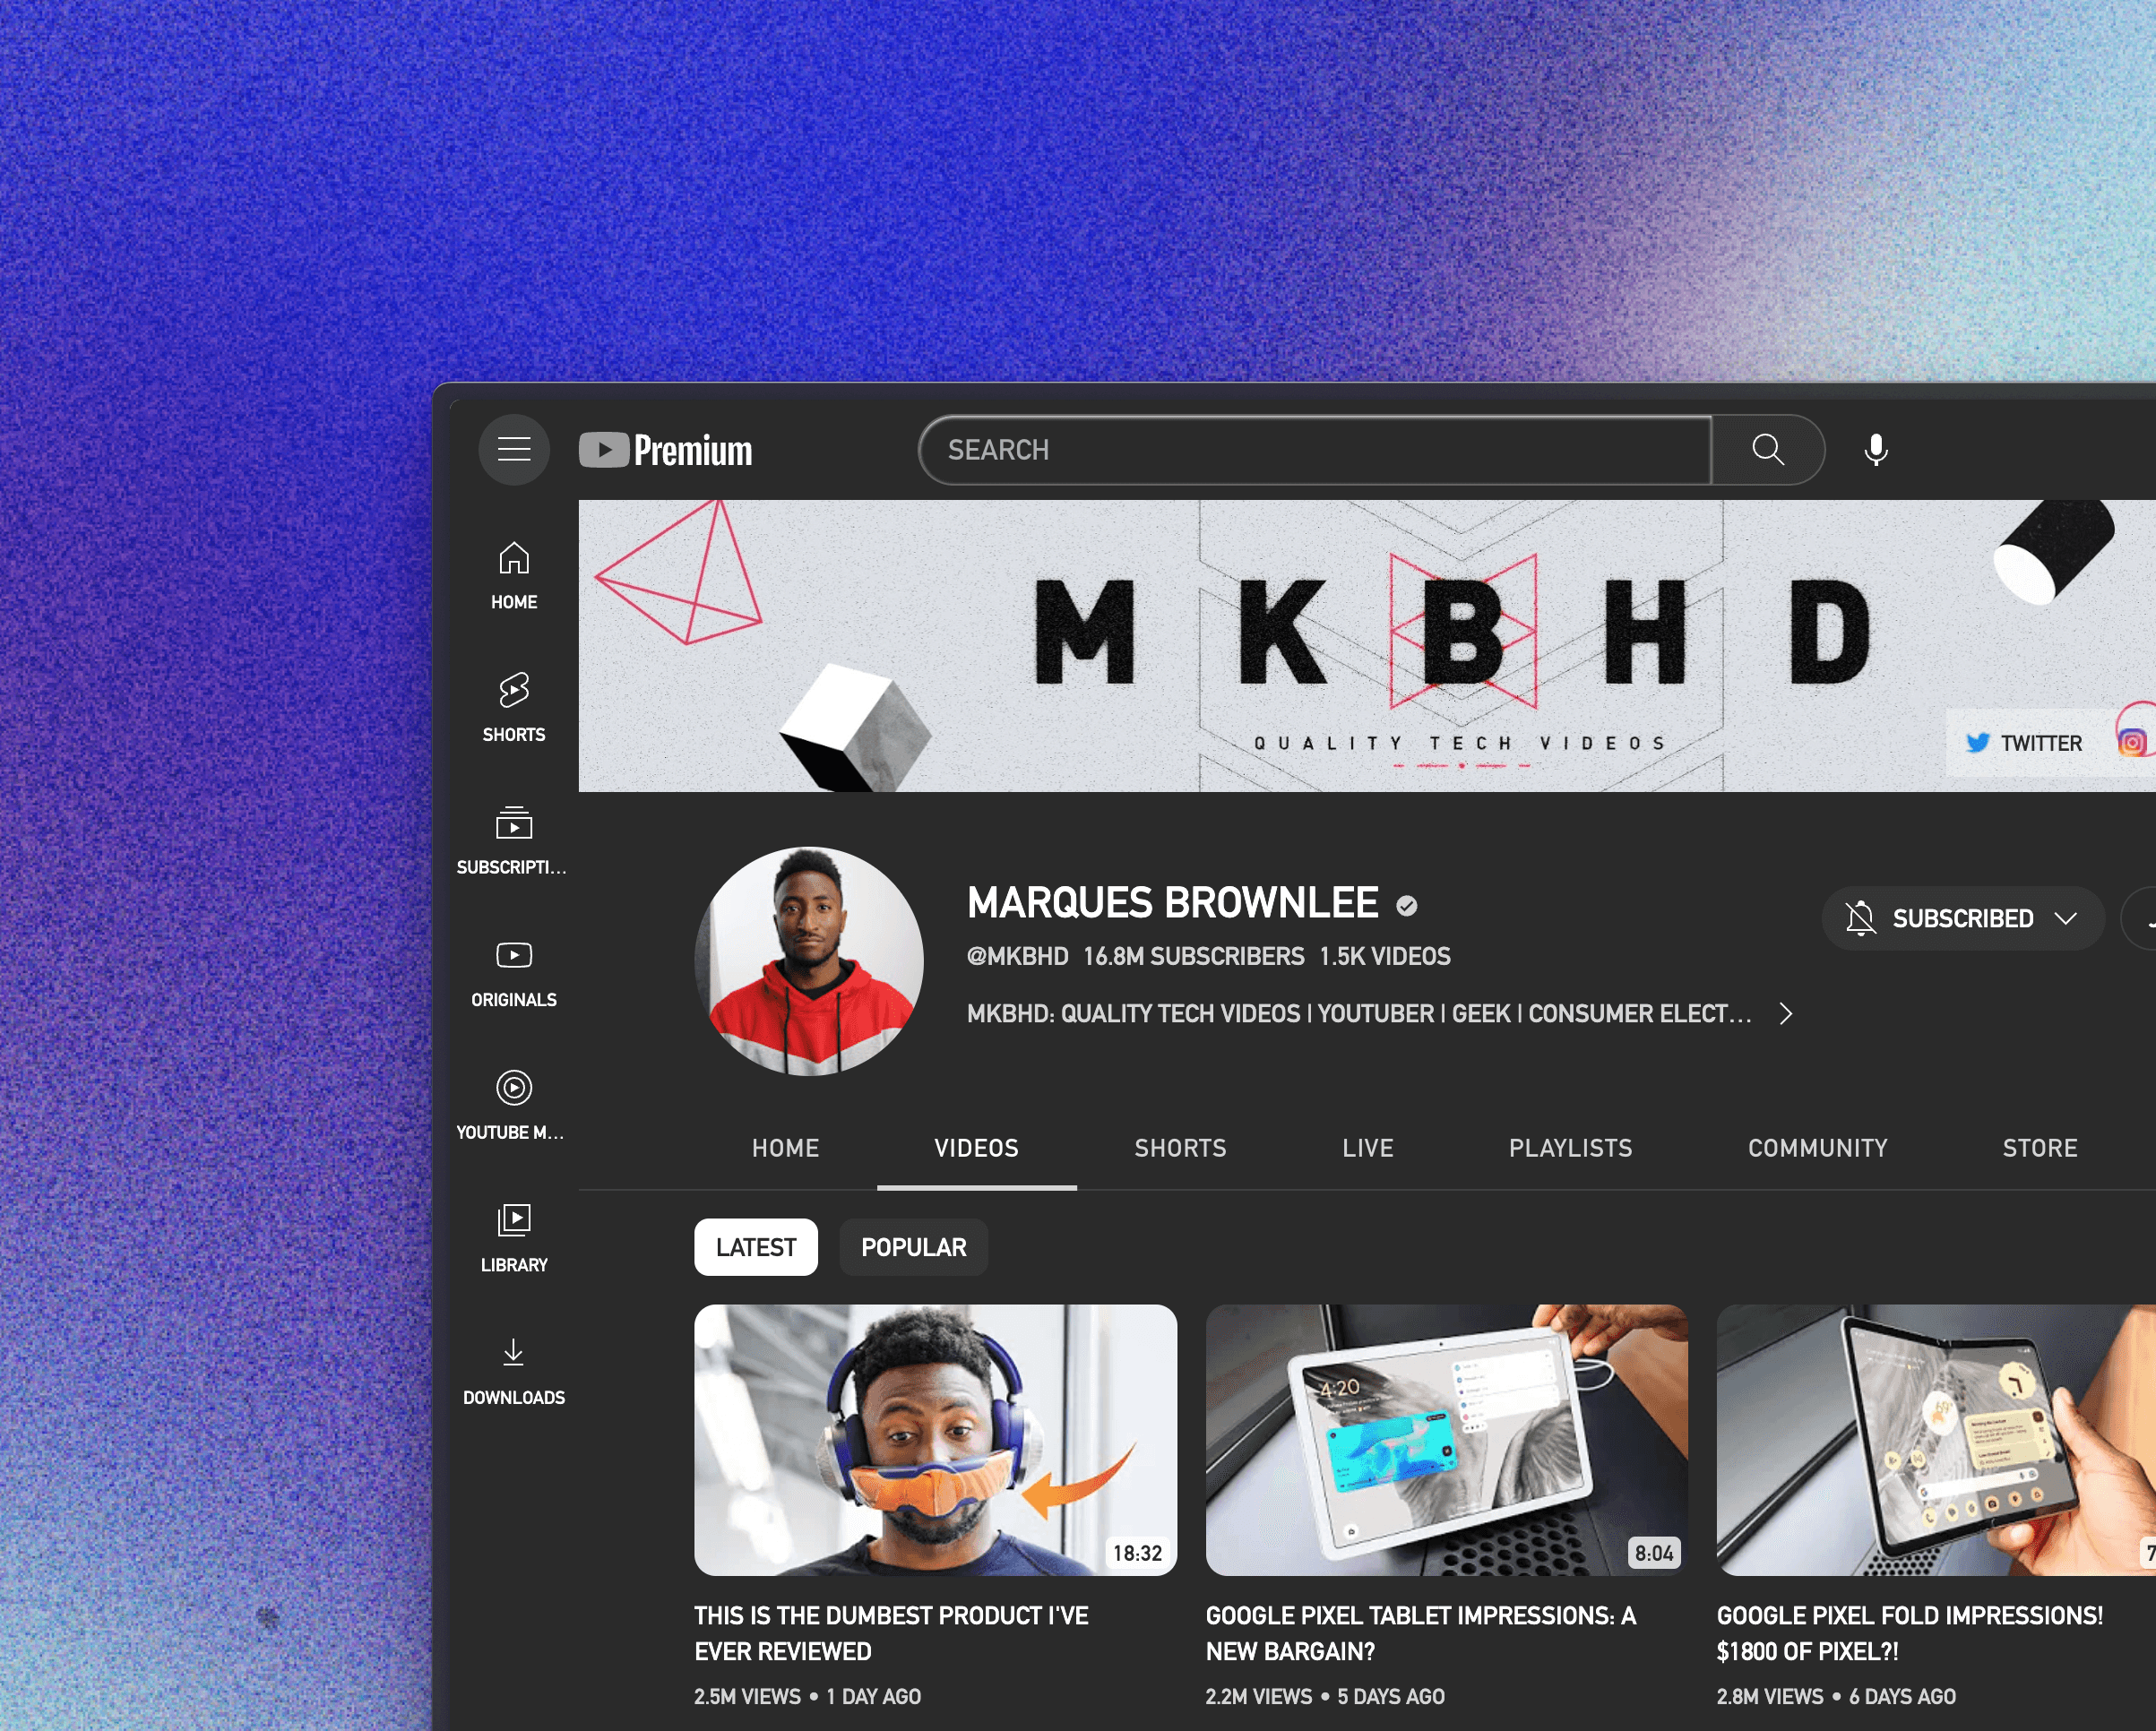 Premium
SEARCH
HOME
SHORTS
SUBSCRIPTI...
ORIGINALS
YOUTUBE M...
LIBRARY
DOWNLOADS
MKBHD
QUALITY TECH VIDEOS
TWITTER
MARQUES BROWNLEE
@MKBHD 16.8M SUBSCRIBERS 1.5K VIDEOS
MKBHD: QUALITY TECH VIDEOS | YOUTUBER | GEEK | CONSUMER ELECT...
SUBSCRIBED
HOME VIDEOS SHORTS LIVE PLAYLISTS COMMUNITY STORE
LATEST POPULAR
4:20
18:32
8:04
THIS IS THE DUMBEST PRODUCT I'VE
EVER REVIEWED
2.5M VIEWS • 1 DAY AGO
GOOGLE PIXEL TABLET IMPRESSIONS: A
NEW BARGAIN?
2.2M VIEWS • 5 DAYS AGO
GOOGLE PIXEL FOLD IMPRESSIONS!
$1800 OF PIXEL?!
2.8M VIEWS • 6 DAYS AGO